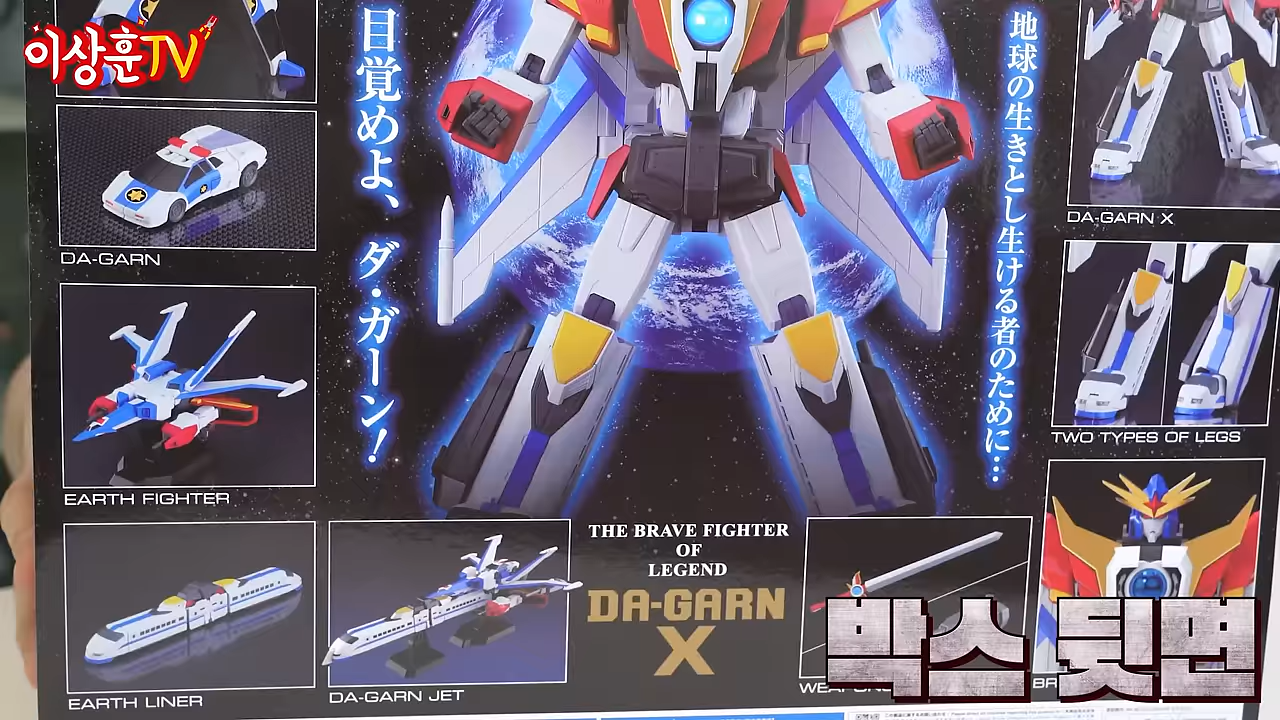 이상훈TV
目覚めよ、ダ・ガーン!
地球の生きとし生ける者のために…
DA-GARN
DA-GARN X
EARTH FIGHTER
TWO TYPES OF LEGS
THE BRAVE FIGHTER
OF
LEGEND
DA-GARN
X
EARTH LINER
DA-GARN JET
박스 뒷면